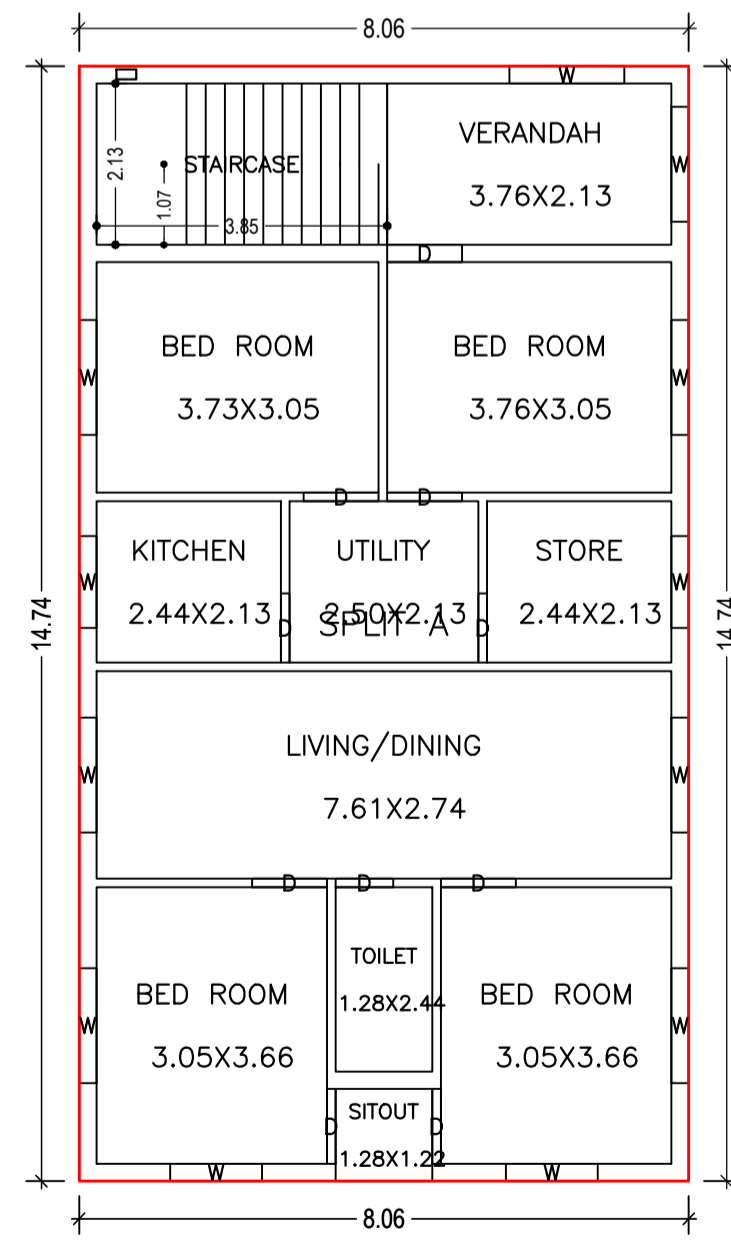 8.06
W
VERANDAH
2.13
STAIRCASE
W
1.07
3.76X2.13
3.85
D
BED ROOM
BED ROOM
W
W
3.73X3.05
3.76X3.05
D
D
KITCHEN
UTILITY
STORE
W
W
2.44X2.13
2.50X2.13
2.44X2.13
D
SPLIT A
D
14.74
14.74
LIVING/DINING
W
W
7.61X2.74
D
D
D
TOILET
BED ROOM
1.28X2.44
BED ROOM
W
W
3.05X3.66
3.05X3.66
SITOUT
D
D
1.28X1.22
W
W
8.06